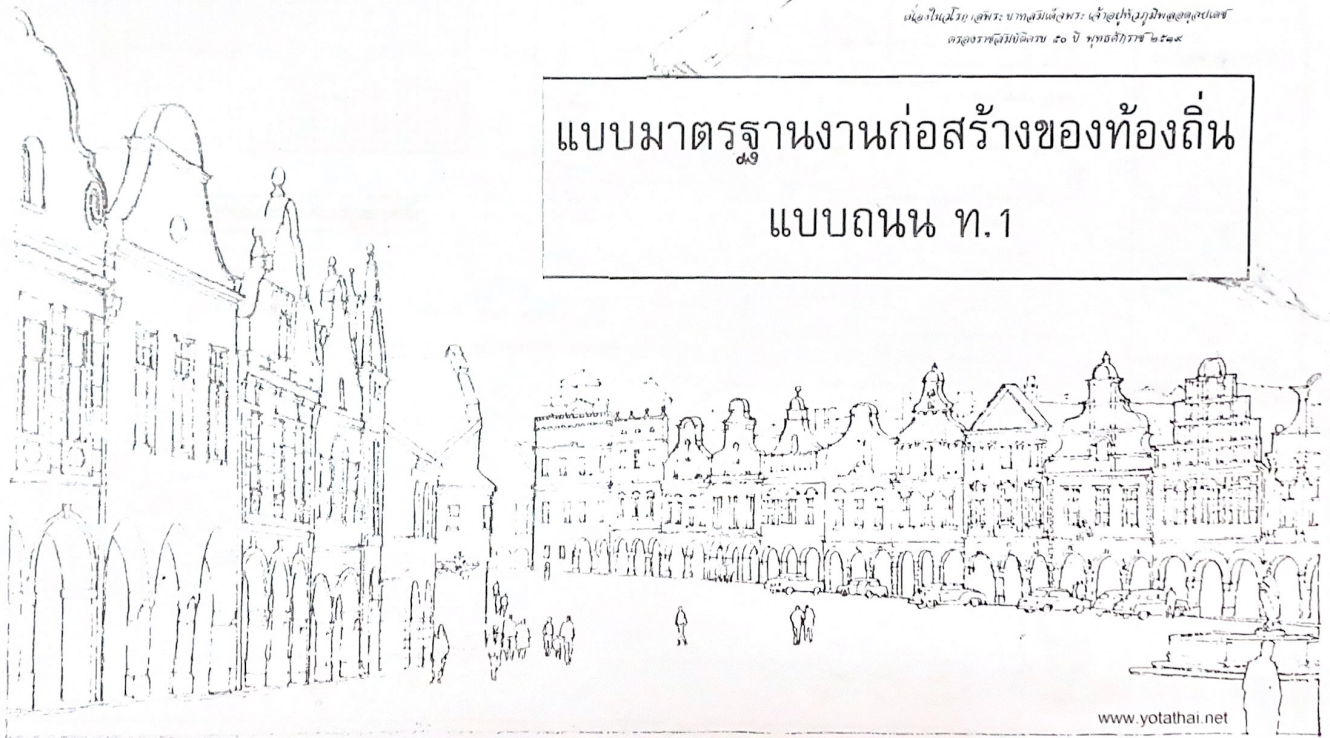 เนื่องในวโรกาสพระบาทสมเด็จพระเจ้าอยู่หัวภูมิพลอดุลยเดช
ครองราชสมบัติครบ ๕๐ ปี พุทธศักราช ๒๕๓๙
แบบมาตรฐานงานก่อสร้างของท้องถิ่น
แบบถนน ท.1
www.yotathai.net